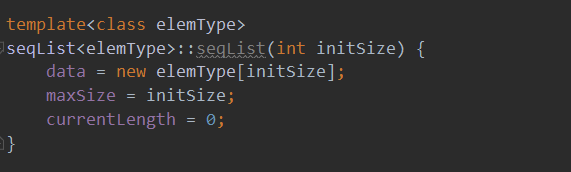 template<class elemType>
seqList<elemType>::seqList(int initSize) {
    data = new elemType[initSize];
    maxSize = initSize;
    currentLength = 0;
}